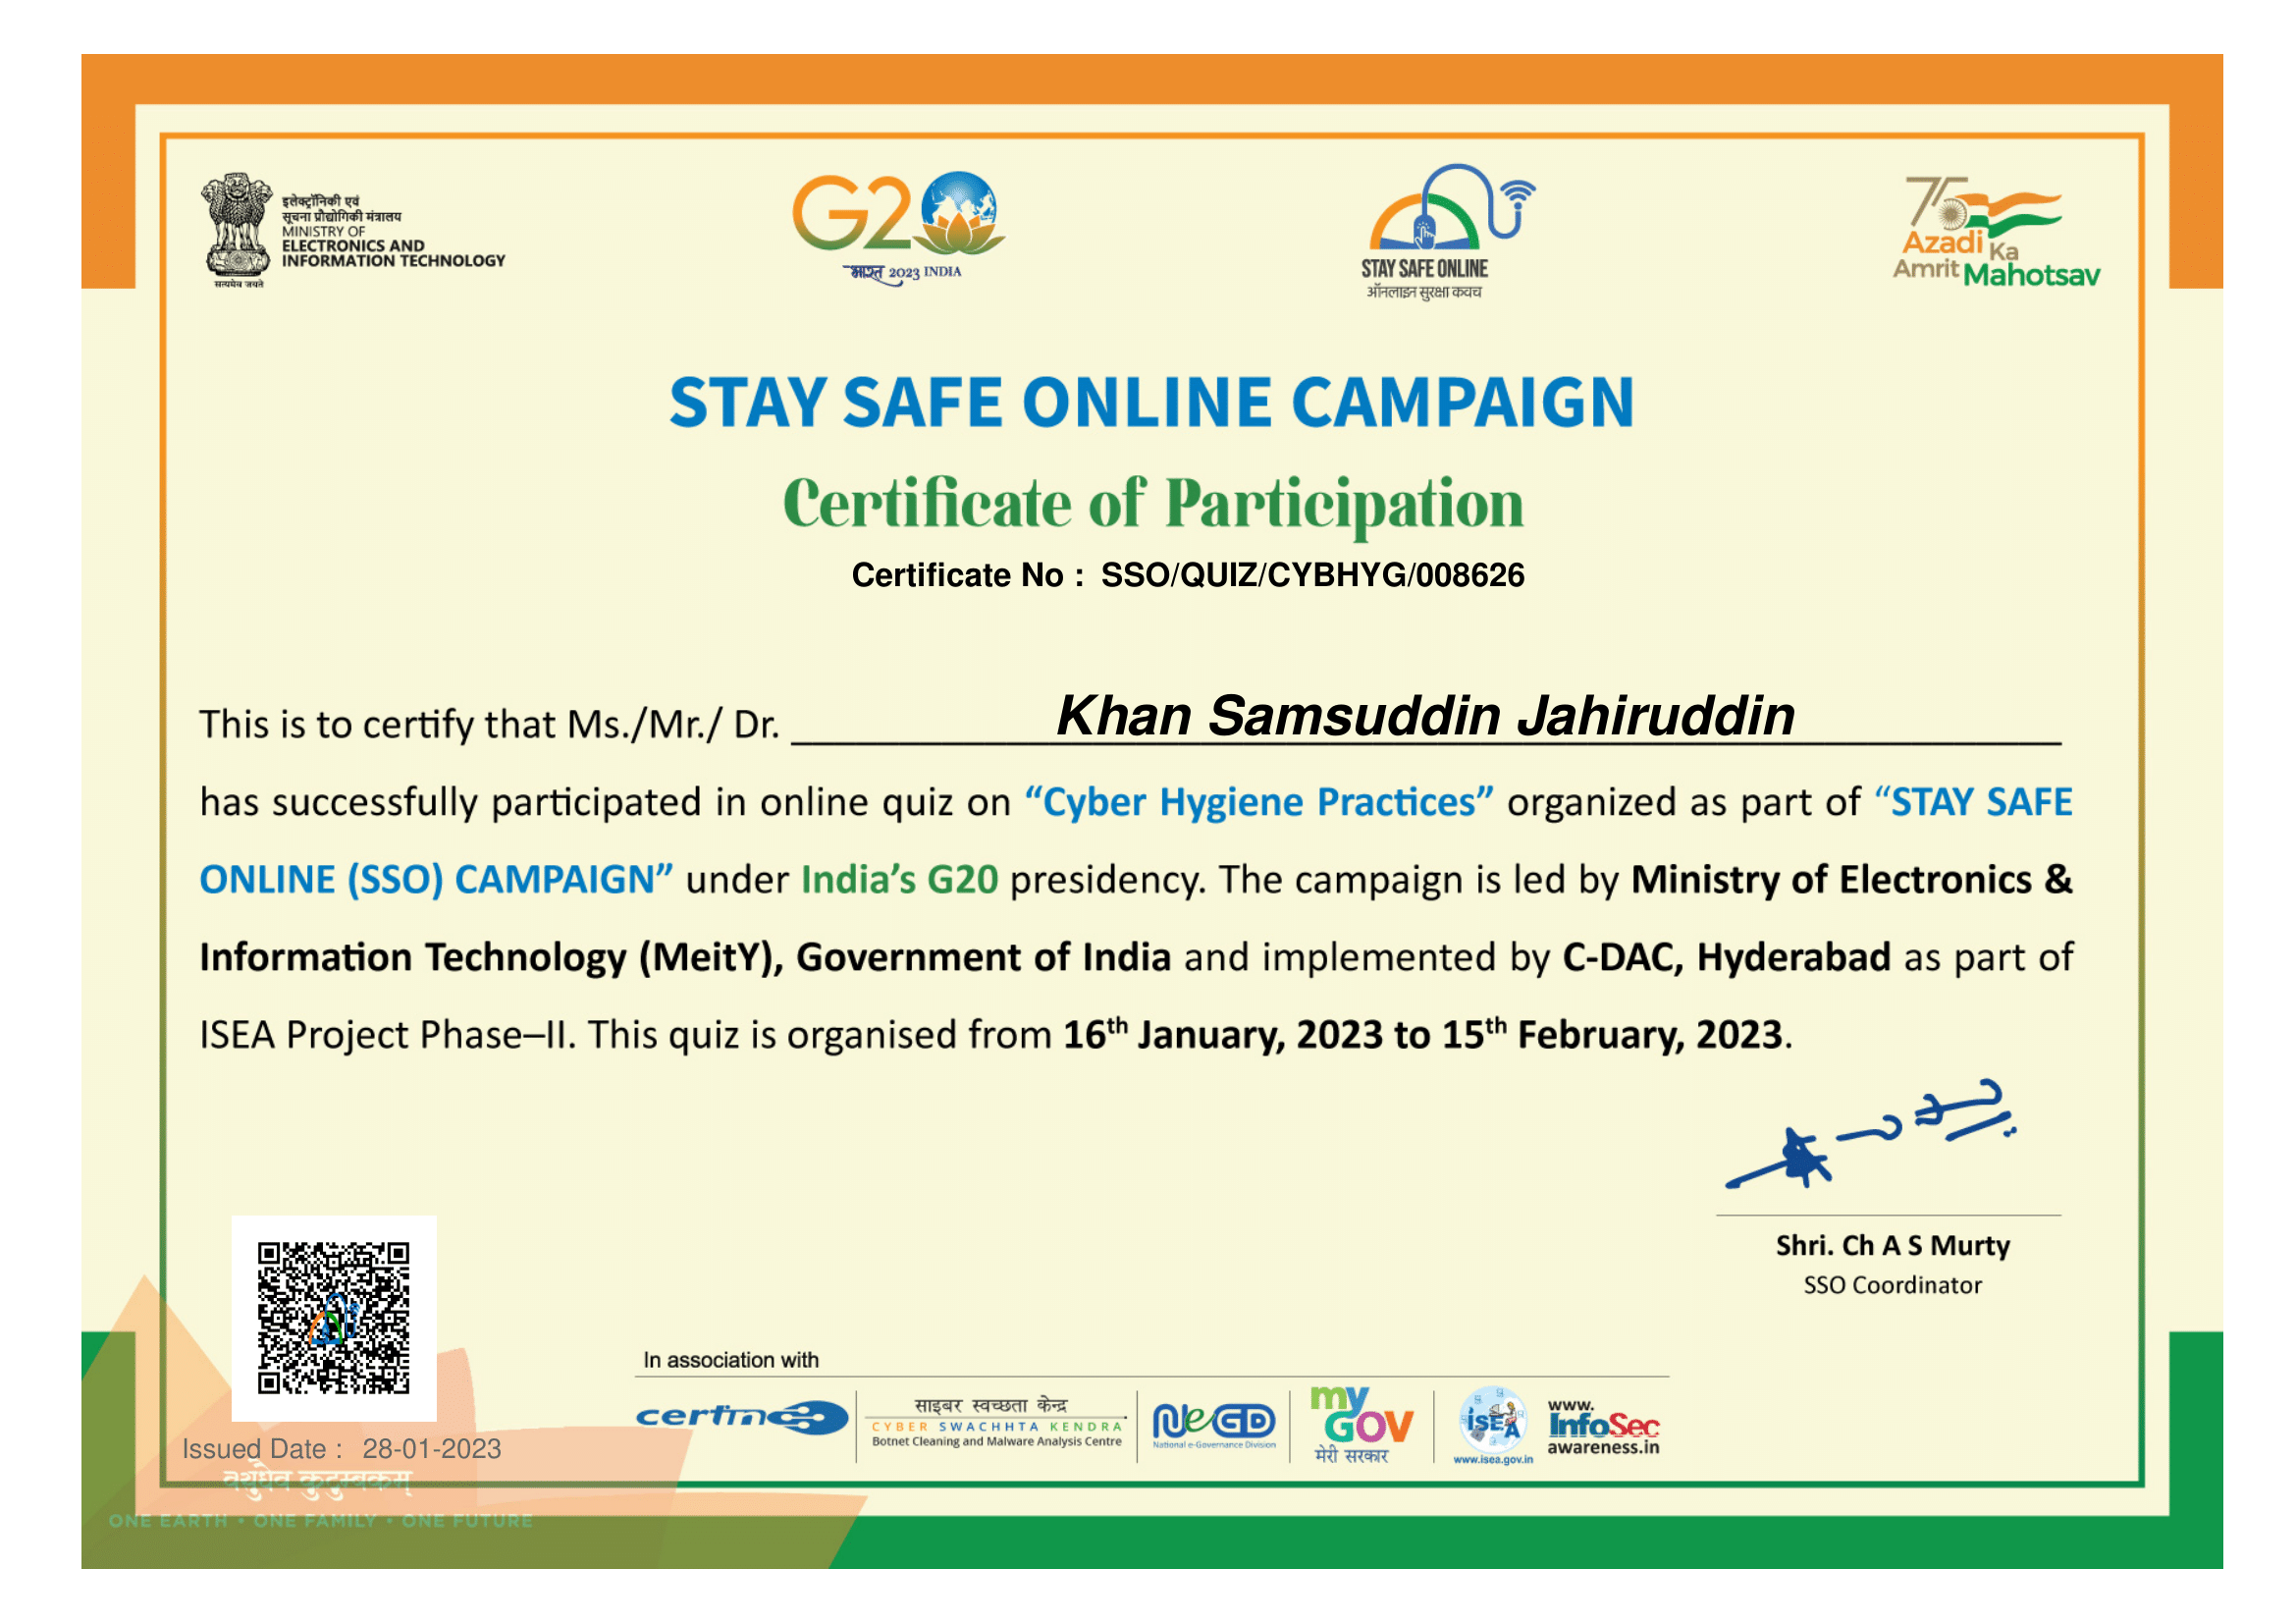 इलेक्ट्रॉनिकी एवं
सूचना प्रौद्योगिकी मंत्रालय
MINISTRY OF
ELECTRONICS AND
INFORMATION TECHNOLOGY
सत्यमेव जयते
G20
भारत 2023 INDIA
STAY SAFE ONLINE
ऑनलाइन सुरक्षा कवच
75
Azadi Ka
Amrit Mahotsav
STAY SAFE ONLINE CAMPAIGN
Certificate of Participation
Certificate No : SSO/QUIZ/CYBHYG/008626
This is to certify that Ms./Mr./ Dr. Khan Samsuddin Jahiruddin
has successfully participated in online quiz on “Cyber Hygiene Practices” organized as part of “STAY SAFE
ONLINE (SSO) CAMPAIGN” under India’s G20 presidency. The campaign is led by Ministry of Electronics &
Information Technology (MeitY), Government of India and implemented by C-DAC, Hyderabad as part of
ISEA Project Phase–II. This quiz is organised from 16th January, 2023 to 15th February, 2023.
Shri. Ch A S Murty
SSO Coordinator
In association with
certin
साइबर स्वच्छता केन्द्र
CYBER SWACHHTA KENDRA
Botnet Cleaning and Malware Analysis Centre
NeGD
National e-Governance Division
my
GOV
मेरी सरकार
iSEA
www.isea.gov.in
www.
InfoSec
awareness.in
Issued Date : 28-01-2023
वसुधैव कुटुम्बकम्
ONE EARTH • ONE FAMILY • ONE FUTURE